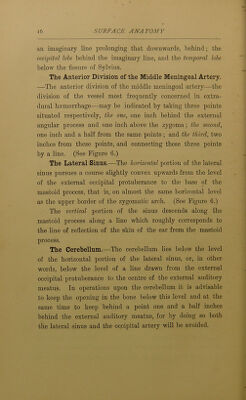 16 SURFACE ANATOMY
an imaginary line prolonging that downwards, behind; the
occipital lobe behind the imaginary line, and the temporal lobe
below the fissure of Sylvius.
The Anterior Division of the Middle Meningeal Artery.
—The anterior division of the middle meningeal artery—the
division of the vessel most frequently concerned in extra-
dural hæmorrhage—may be indicated by taking three points
situated respectively, the one, one inch behind the external
angular process and one inch above the zygoma; the second,
one inch and a half from the same points; and the third, two
inches from these points, and connecting these three points
by a line. (See Figure 6.)
The Lateral Sinus.—The horizontal portion of the lateral
sinus pursues a course slightly convex upwards from the level
of the external occipital protuberance to the base of the
mastoid process, that is, on almost the same horizontal level
as the upper border of the zygomatic arch. (See Figure 6.)
The vertical portion of the sinus descends along the
mastoid process along a line which roughly corresponds to
the line of reflection of the skin of the ear from the mastoid
process.
The Cerebellum.—The cerebellum lies below the level
of the horizontal portion of the lateral sinus, or, in other
words, below the level of a line drawn from the external
occipital protuberance to the centre of the external auditory
meatus. In operations upon the cerebellum it is advisable
to keep the opening in the bone below this level and at the
same time to keep behind a point one and a half inches
behind the external auditory meatus, for by doing so both
the lateral sinus and the occipital artery will be avoided.